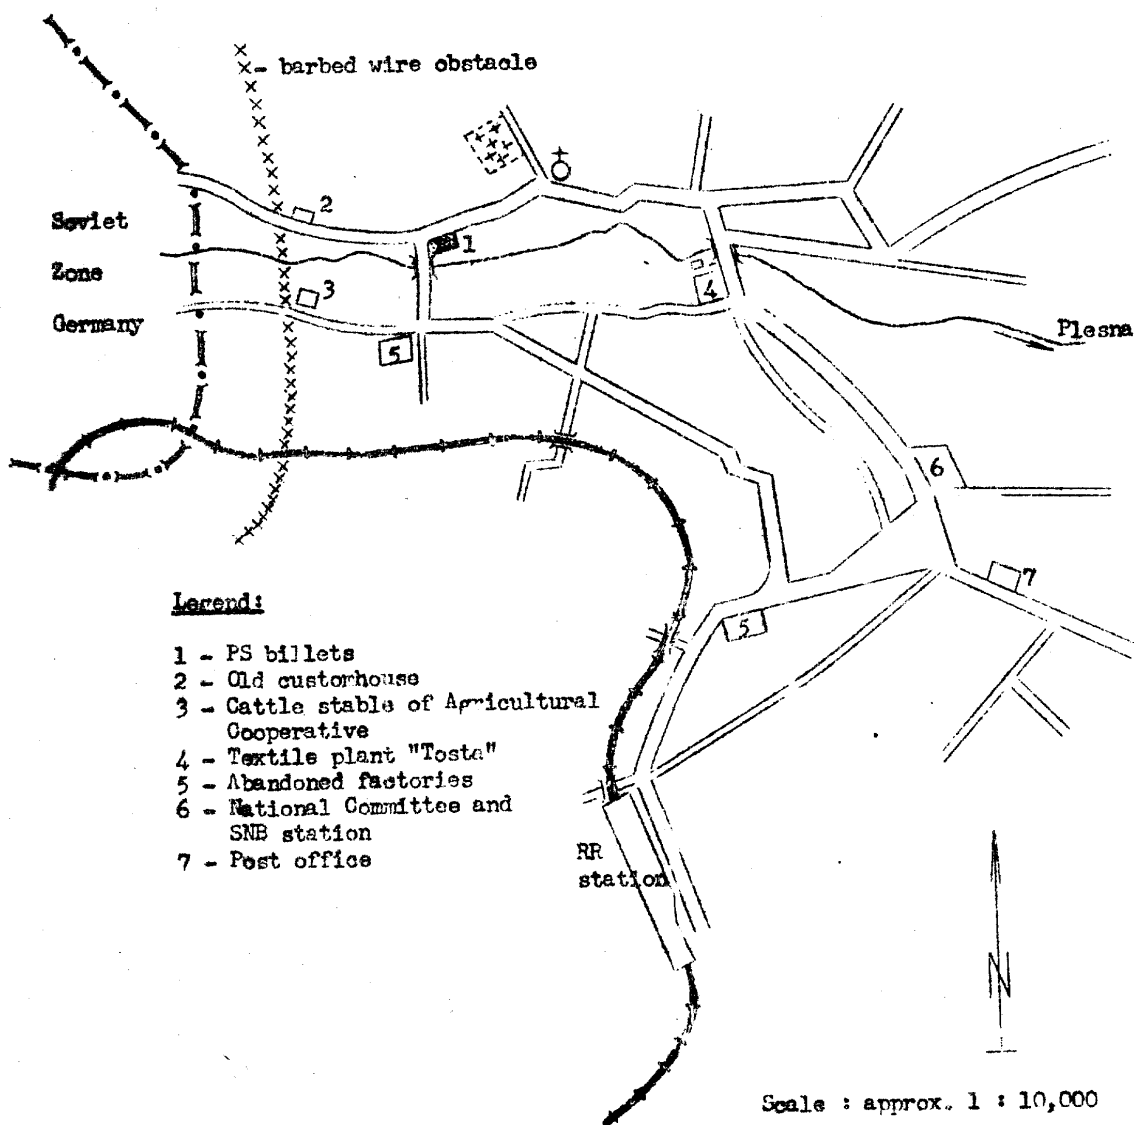 barbed wire obstacle
2
Soviet
1
Zone
3
4
Germany
Plesna
5
6
7
5
Legend:
1 - PS billets
2 - Old customhouse
3 - Cattle stable of Agricultural
Cooperative
4 - Textile plant "Tosta"
5 - Abandoned factories
6 - National Committee and
SNB station
7 - Post office
RR
station
N
Scale : approx. 1 : 10,000